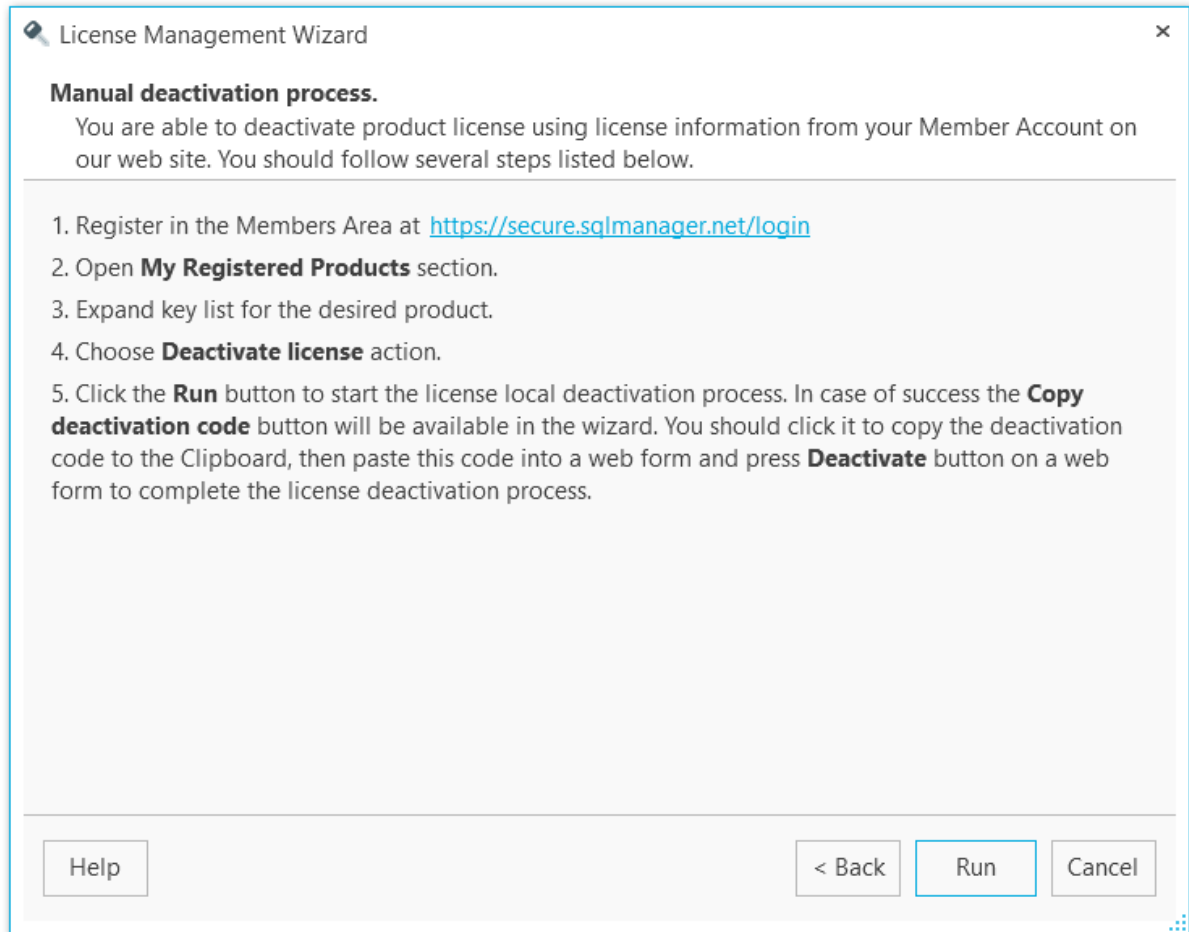 License Management Wizard
Manual deactivation process.
You are able to deactivate product license using license information from your Member Account on
our web site. You should follow several steps listed below.
1. Register in the Members Area at https://secure.sqlmanager.net/login
2. Open My Registered Products section.
3. Expand key list for the desired product.
4. Choose Deactivate license action.
5. Click the Run button to start the license local deactivation process. In case of success the Copy
deactivation code button will be available in the wizard. You should click it to copy the deactivation
code to the Clipboard, then paste this code into a web form and press Deactivate button on a web
form to complete the license deactivation process.
Help < Back Run Cancel